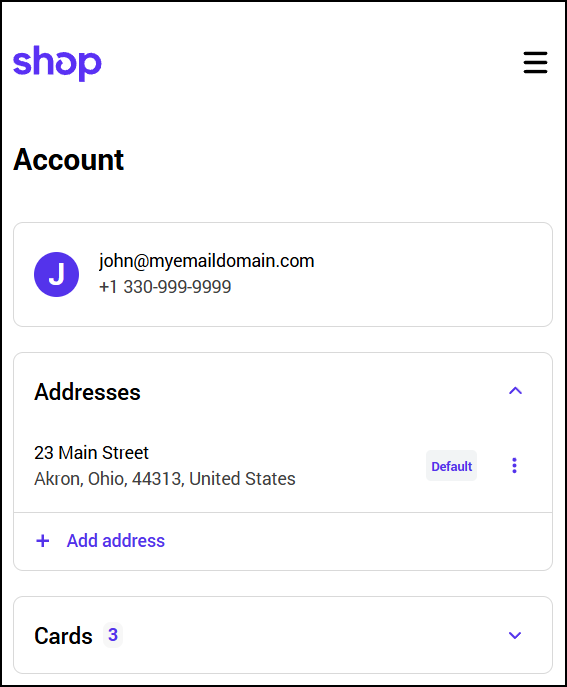 shop
Account
J
john@myemaildomain.com
+1 330-999-9999
Addresses
23 Main Street
Default
Akron, Ohio, 44313, United States
+ Add address
Cards 3